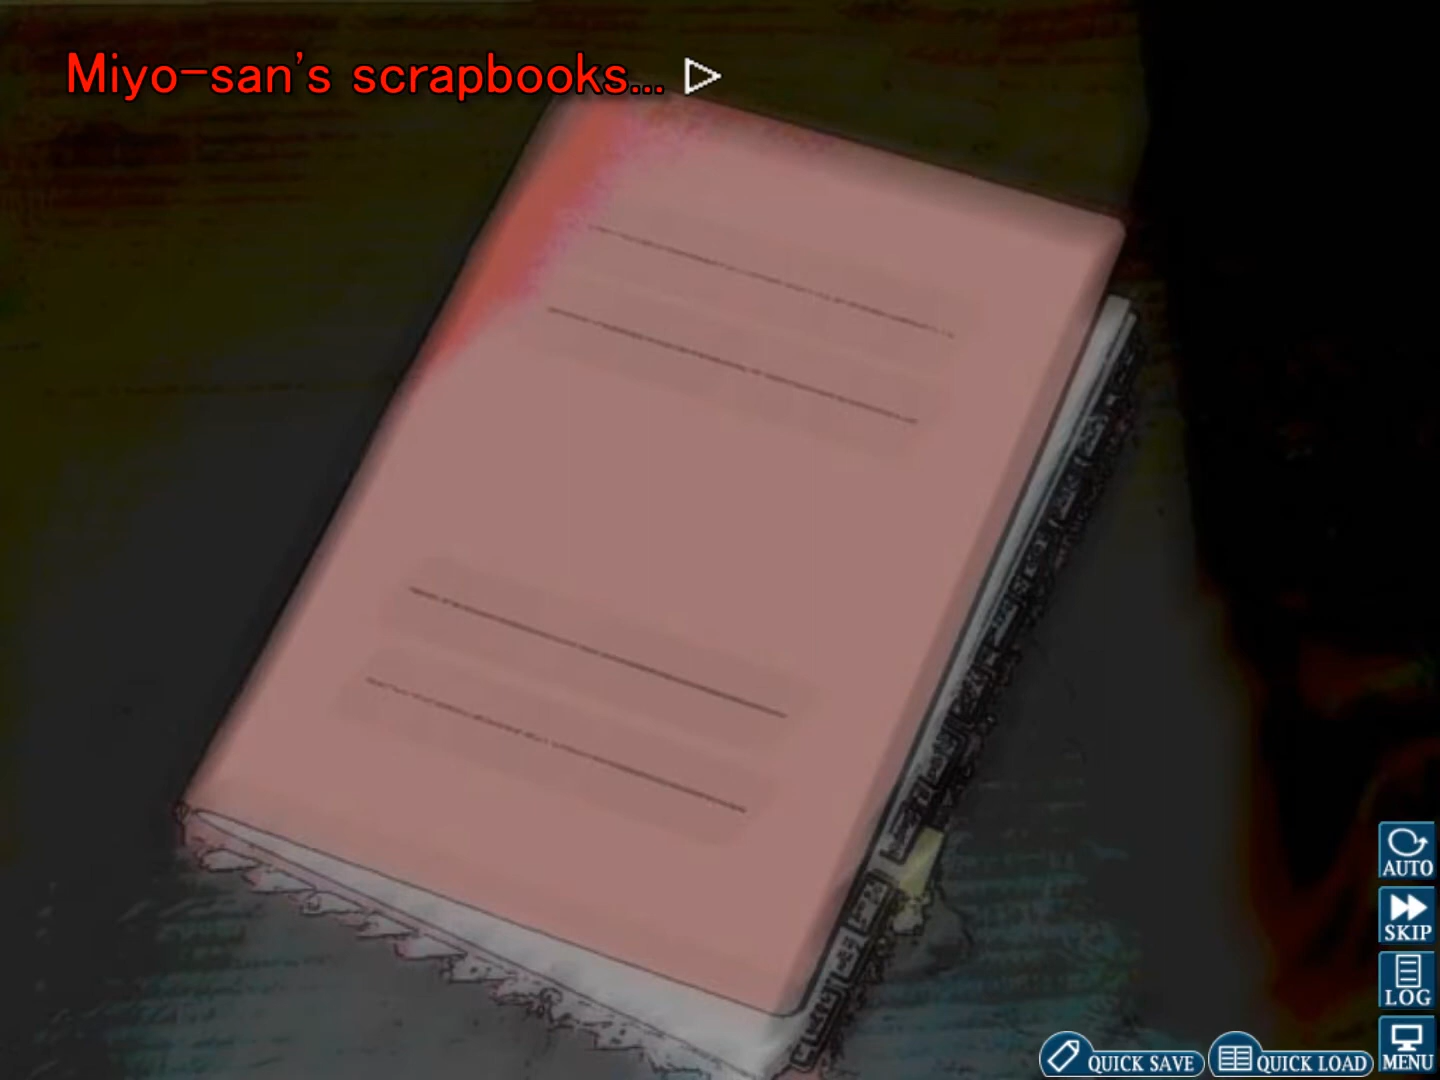 Miyo-san's scrapbooks...
AUTO
SKIP
LOG
MENU
QUICK SAVE
QUICK LOAD